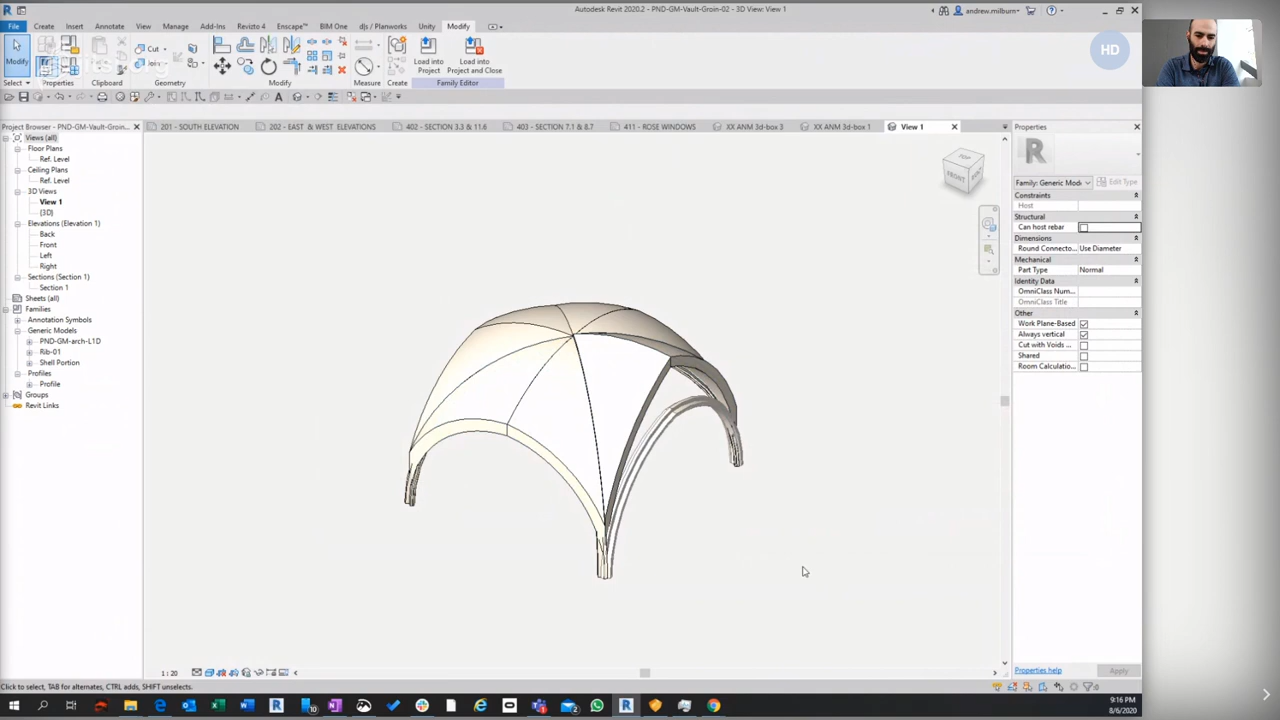 Autodesk Revit 2020.2 - PND-GM-Vault-Groin-02 - 3D View: View 1
andrew.milburn
File Create Insert Annotate View Manage Add-Ins Revizto 4 Enscape™ BIM One djs / Planworks Unity Modify
Modify
Cut
Load into Project
Load into Project and Close
Select Properties Clipboard Geometry Modify Measure Create Family Editor
HD
Project Browser - PND-GM-Vault-Groin...
201 - SOUTH ELEVATION
202 - EAST & WEST ELEVATIONS
402 - SECTION 3.3 & 11.6
403 - SECTION 7.1 & 8.7
411 - ROSE WINDOWS
XX ANM 3d-box 3
XX ANM 3d-box 1
View 1
Views (all)
Floor Plans
Ref. Level
Ceiling Plans
Ref. Level
3D Views
View 1
{3D}
Elevations (Elevation 1)
Back
Front
Left
Right
Sections (Section 1)
Section 1
Sheets (all)
Families
Annotation Symbols
Generic Models
PND-GM-arch-L1D
Rib-01
Shell Portion
Profiles
Profile
Groups
Revit Links
TOP
FRONT
Properties
Family: Generic Mode
Edit Type
Constraints
Host
Structural
Can host rebar
Dimensions
Round Connecto... Use Diameter
Mechanical
Part Type Normal
Identity Data
OmniClass Num...
OmniClass Title
Other
Work Plane-Based
Always vertical
Cut with Voids ...
Shared
Room Calculatio...
Properties help
Apply
1 : 20
Click to select, TAB for alternates, CTRL adds, SHIFT unselects.
:0
9:16 PM
8/6/2020